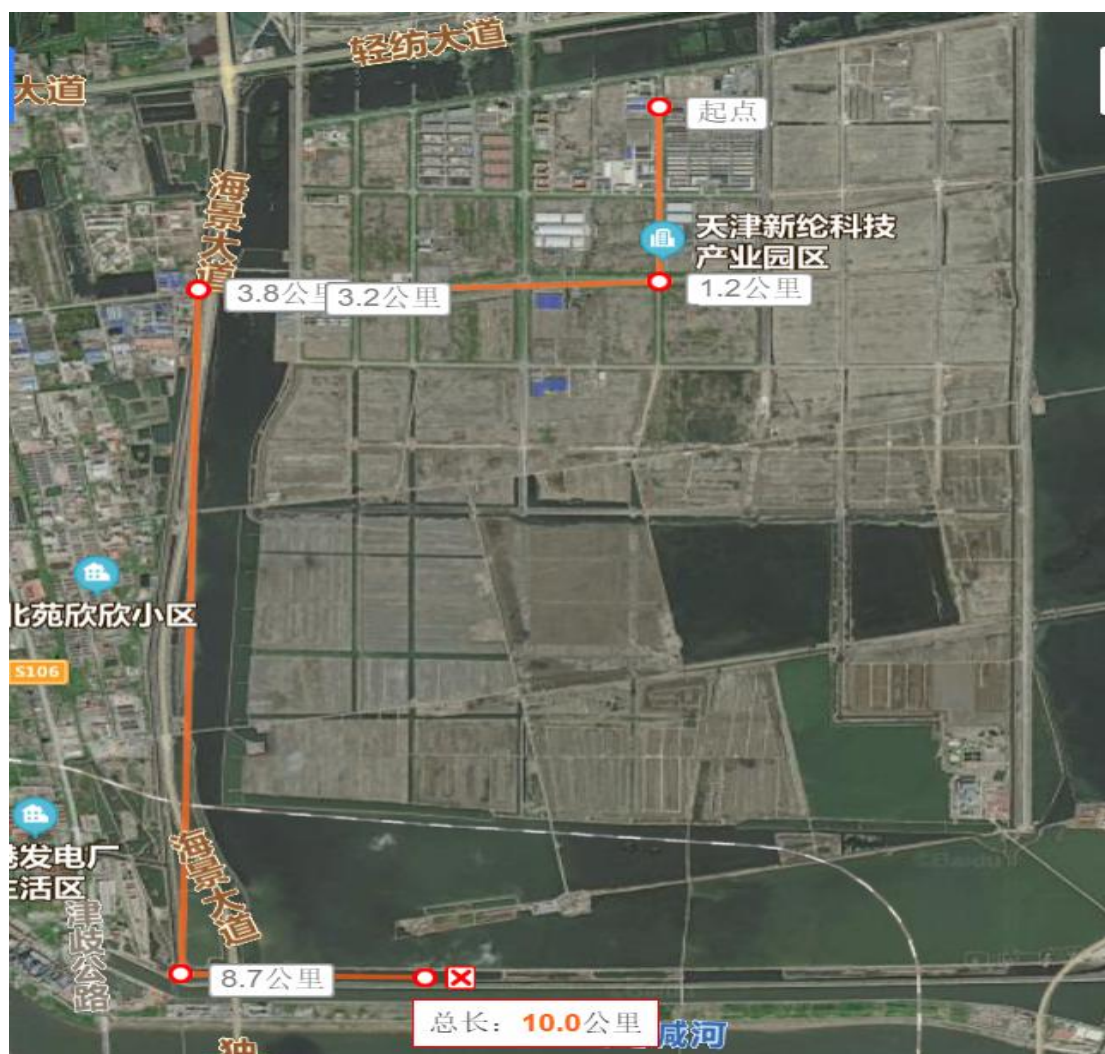 轻纺大道
大道
起点
海景大道
天津新纶科技
产业园区
3.8公里
3.2公里
1.2公里
北苑欣欣小区
S106
海景大道
港发电厂
生活区
津歧公路
8.7公里
总长：10.0公里
咸河
独